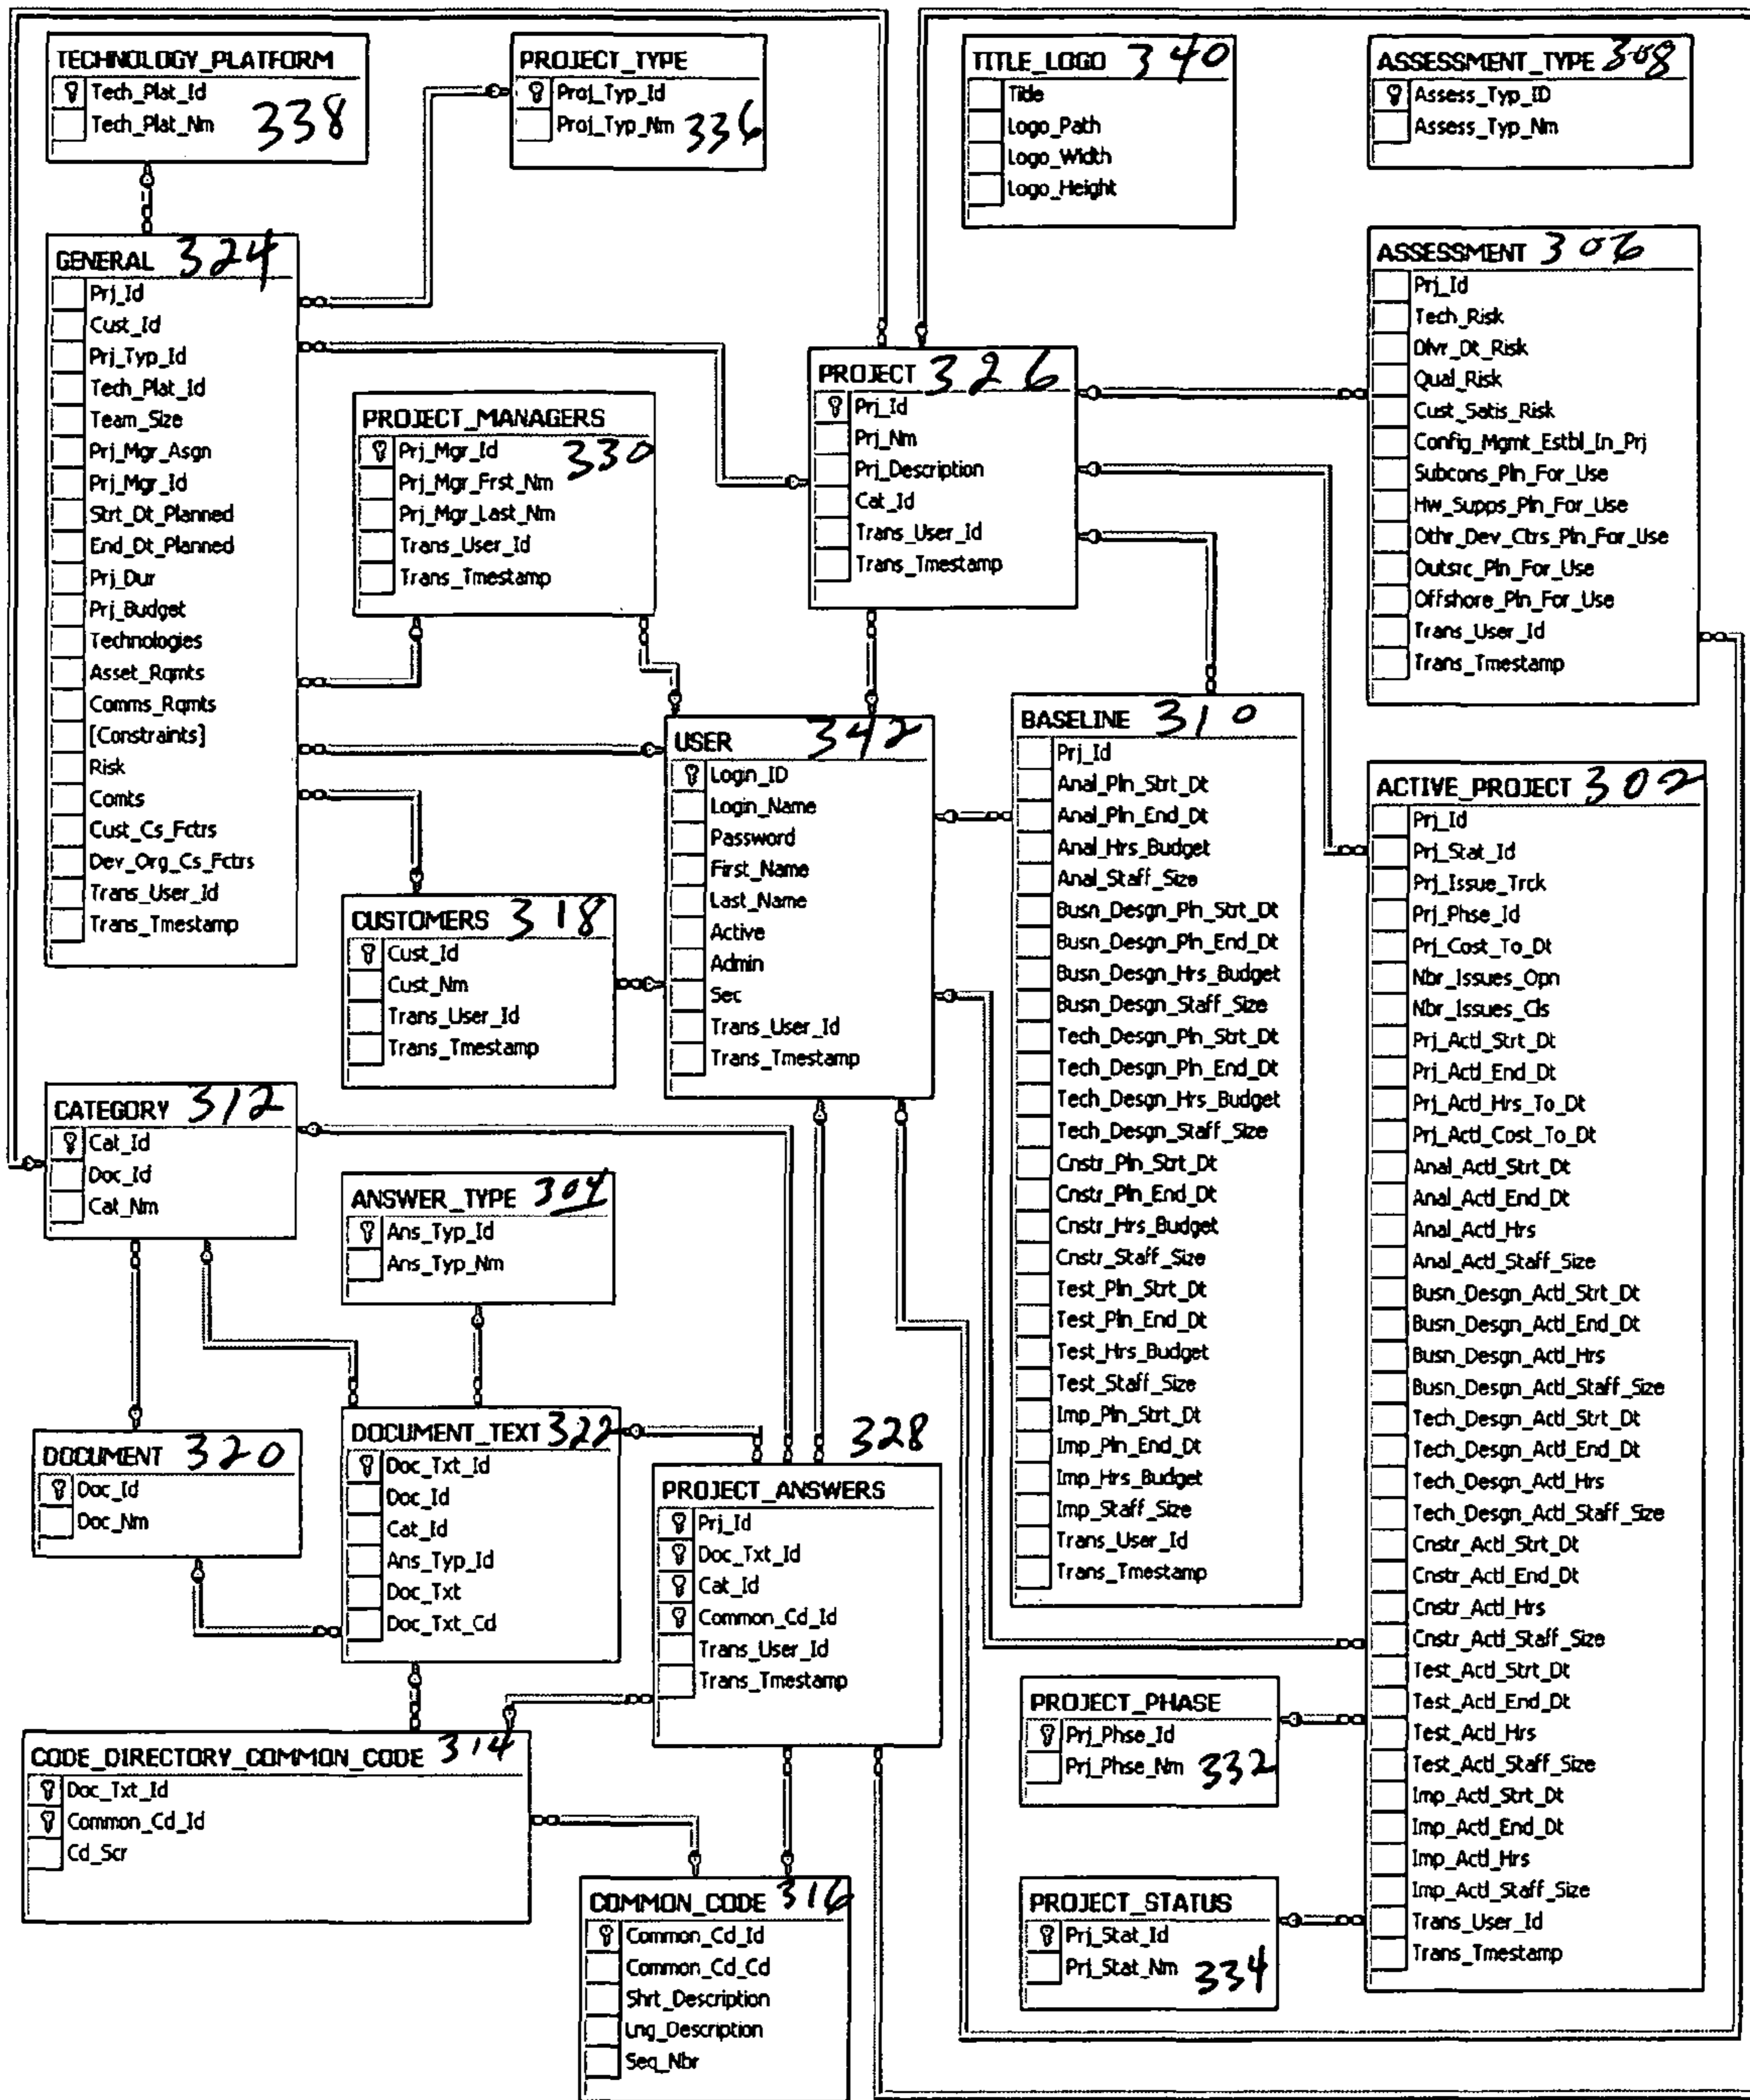 TECHNOLOGY_PLATFORM
Tech_Plat_Id
Tech_Plat_Nm
338
PROJECT_TYPE
Proj_Typ_Id
Proj_Typ_Nm 336
TITLE_LOGO 340
Title
Logo_Path
Logo_Width
Logo_Height
ASSESSMENT_TYPE 308
Assess_Typ_ID
Assess_Typ_Nm
GENERAL 324
Prj_Id
Cust_Id
Prj_Typ_Id
Tech_Plat_Id
Team_Size
Prj_Mgr_Asgn
Prj_Mgr_Id
Strt_Dt_Planned
End_Dt_Planned
Prj_Dur
Prj_Budget
Technologies
Asset_Rqmts
Comms_Rqmts
[Constraints]
Risk
Comts
Cust_Cs_Fctrs
Dev_Org_Cs_Fctrs
Trans_User_Id
Trans_Tmestamp
PROJECT_MANAGERS
330
Prj_Mgr_Id
Prj_Mgr_Frst_Nm
Prj_Mgr_Last_Nm
Trans_User_Id
Trans_Tmestamp
PROJECT 326
Prj_Id
Prj_Nm
Prj_Description
Cat_Id
Trans_User_Id
Trans_Tmestamp
ASSESSMENT 306
Prj_Id
Tech_Risk
Dlvr_Dt_Risk
Qual_Risk
Cust_Satis_Risk
Config_Mgmt_Estbl_In_Prj
Subcons_Pln_For_Use
Hw_Supps_Pln_For_Use
Othr_Dev_Ctrs_Pln_For_Use
Outsrc_Pln_For_Use
Offshore_Pln_For_Use
Trans_User_Id
Trans_Tmestamp
USER 342
Login_ID
Login_Name
Password
First_Name
Last_Name
Active
Admin
Sec
Trans_User_Id
Trans_Tmestamp
BASELINE 310
Prj_Id
Anal_Pln_Strt_Dt
Anal_Pln_End_Dt
Anal_Hrs_Budget
Anal_Staff_Size
Busn_Desgn_Pln_Strt_Dt
Busn_Desgn_Pln_End_Dt
Busn_Desgn_Hrs_Budget
Busn_Desgn_Staff_Size
Tech_Desgn_Pln_Strt_Dt
Tech_Desgn_Pln_End_Dt
Tech_Desgn_Hrs_Budget
Tech_Desgn_Staff_Size
Cnstr_Pln_Strt_Dt
Cnstr_Pln_End_Dt
Cnstr_Hrs_Budget
Cnstr_Staff_Size
Test_Pln_Strt_Dt
Test_Pln_End_Dt
Test_Hrs_Budget
Test_Staff_Size
Imp_Pln_Strt_Dt
Imp_Pln_End_Dt
Imp_Hrs_Budget
Imp_Staff_Size
Trans_User_Id
Trans_Tmestamp
ACTIVE_PROJECT 302
Prj_Id
Prj_Stat_Id
Prj_Issue_Trck
Prj_Phse_Id
Prj_Cost_To_Dt
Nbr_Issues_Opn
Nbr_Issues_Cls
Prj_Actl_Strt_Dt
Prj_Actl_End_Dt
Prj_Actl_Hrs_To_Dt
Prj_Actl_Cost_To_Dt
Anal_Actl_Strt_Dt
Anal_Actl_End_Dt
Anal_Actl_Hrs
Anal_Actl_Staff_Size
Busn_Desgn_Actl_Strt_Dt
Busn_Desgn_Actl_End_Dt
Busn_Desgn_Actl_Hrs
Busn_Desgn_Actl_Staff_Size
Tech_Desgn_Actl_Strt_Dt
Tech_Desgn_Actl_End_Dt
Tech_Desgn_Actl_Hrs
Tech_Desgn_Actl_Staff_Size
Cnstr_Actl_Strt_Dt
Cnstr_Actl_End_Dt
Cnstr_Actl_Hrs
Cnstr_Actl_Staff_Size
Test_Actl_Strt_Dt
Test_Actl_End_Dt
Test_Actl_Hrs
Test_Actl_Staff_Size
Imp_Actl_Strt_Dt
Imp_Actl_End_Dt
Imp_Actl_Hrs
Imp_Actl_Staff_Size
Trans_User_Id
Trans_Tmestamp
CUSTOMERS 318
Cust_Id
Cust_Nm
Trans_User_Id
Trans_Tmestamp
CATEGORY 312
Cat_Id
Doc_Id
Cat_Nm
ANSWER_TYPE 304
Ans_Typ_Id
Ans_Typ_Nm
DOCUMENT 320
Doc_Id
Doc_Nm
DOCUMENT_TEXT 322
Doc_Txt_Id
Doc_Id
Cat_Id
Ans_Typ_Id
Doc_Txt
Doc_Txt_Cd
328
PROJECT_ANSWERS
Prj_Id
Doc_Txt_Id
Cat_Id
Common_Cd_Id
Trans_User_Id
Trans_Tmestamp
CODE_DIRECTORY_COMMON_CODE 314
Doc_Txt_Id
Common_Cd_Id
Cd_Scr
COMMON_CODE 316
Common_Cd_Id
Common_Cd_Cd
Shrt_Description
Lng_Description
Seq_Nbr
PROJECT_PHASE
Prj_Phse_Id
Prj_Phse_Nm 332
PROJECT_STATUS
Prj_Stat_Id
Prj_Stat_Nm 334